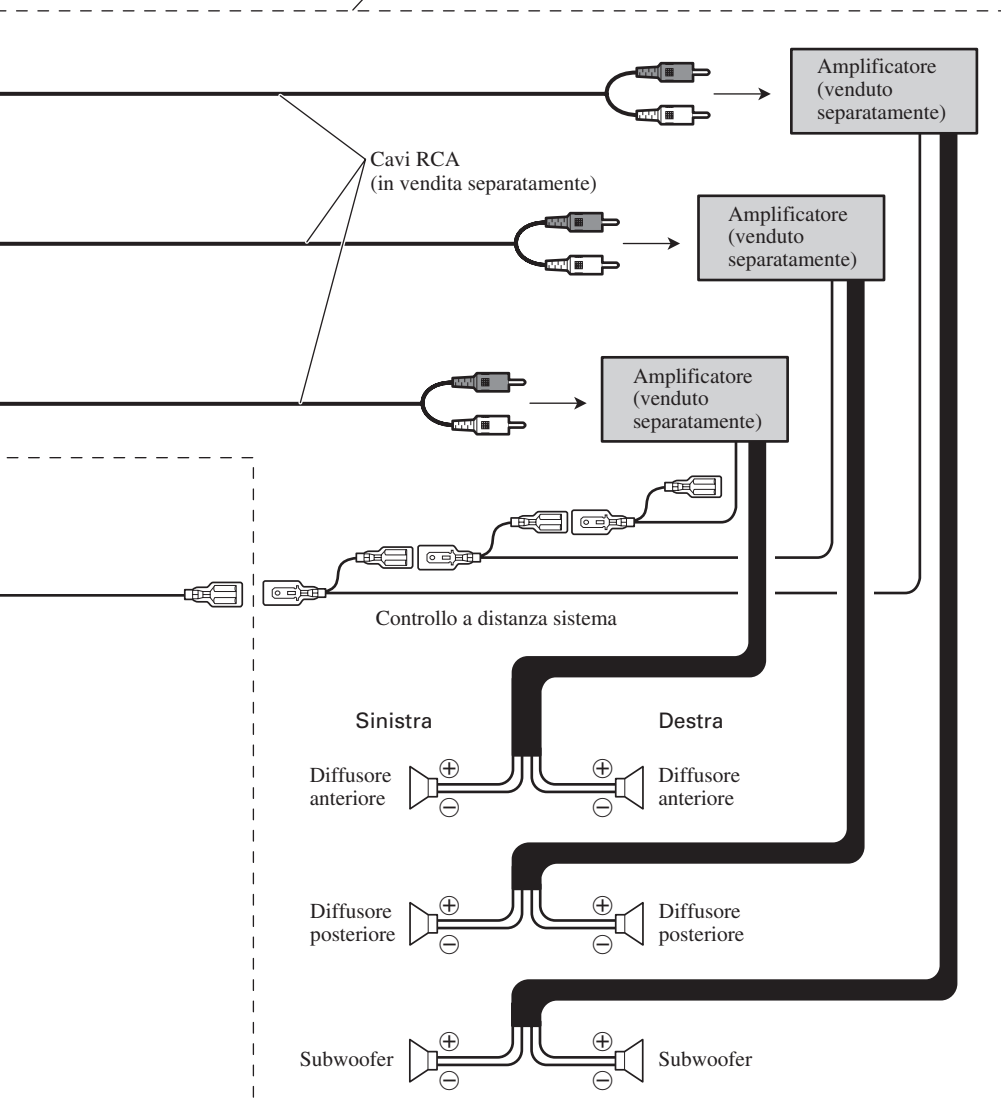 Amplificatore
(venduto
separatamente)
Cavi RCA
(in vendita separatamente)
Amplificatore
(venduto
separatamente)
Amplificatore
(venduto
separatamente)
Controllo a distanza sistema
Sinistra
Destra
Diffusore
anteriore
+
−
+
−
Diffusore
anteriore
Diffusore
posteriore
+
−
+
−
Diffusore
posteriore
Subwoofer
+
−
+
−
Subwoofer